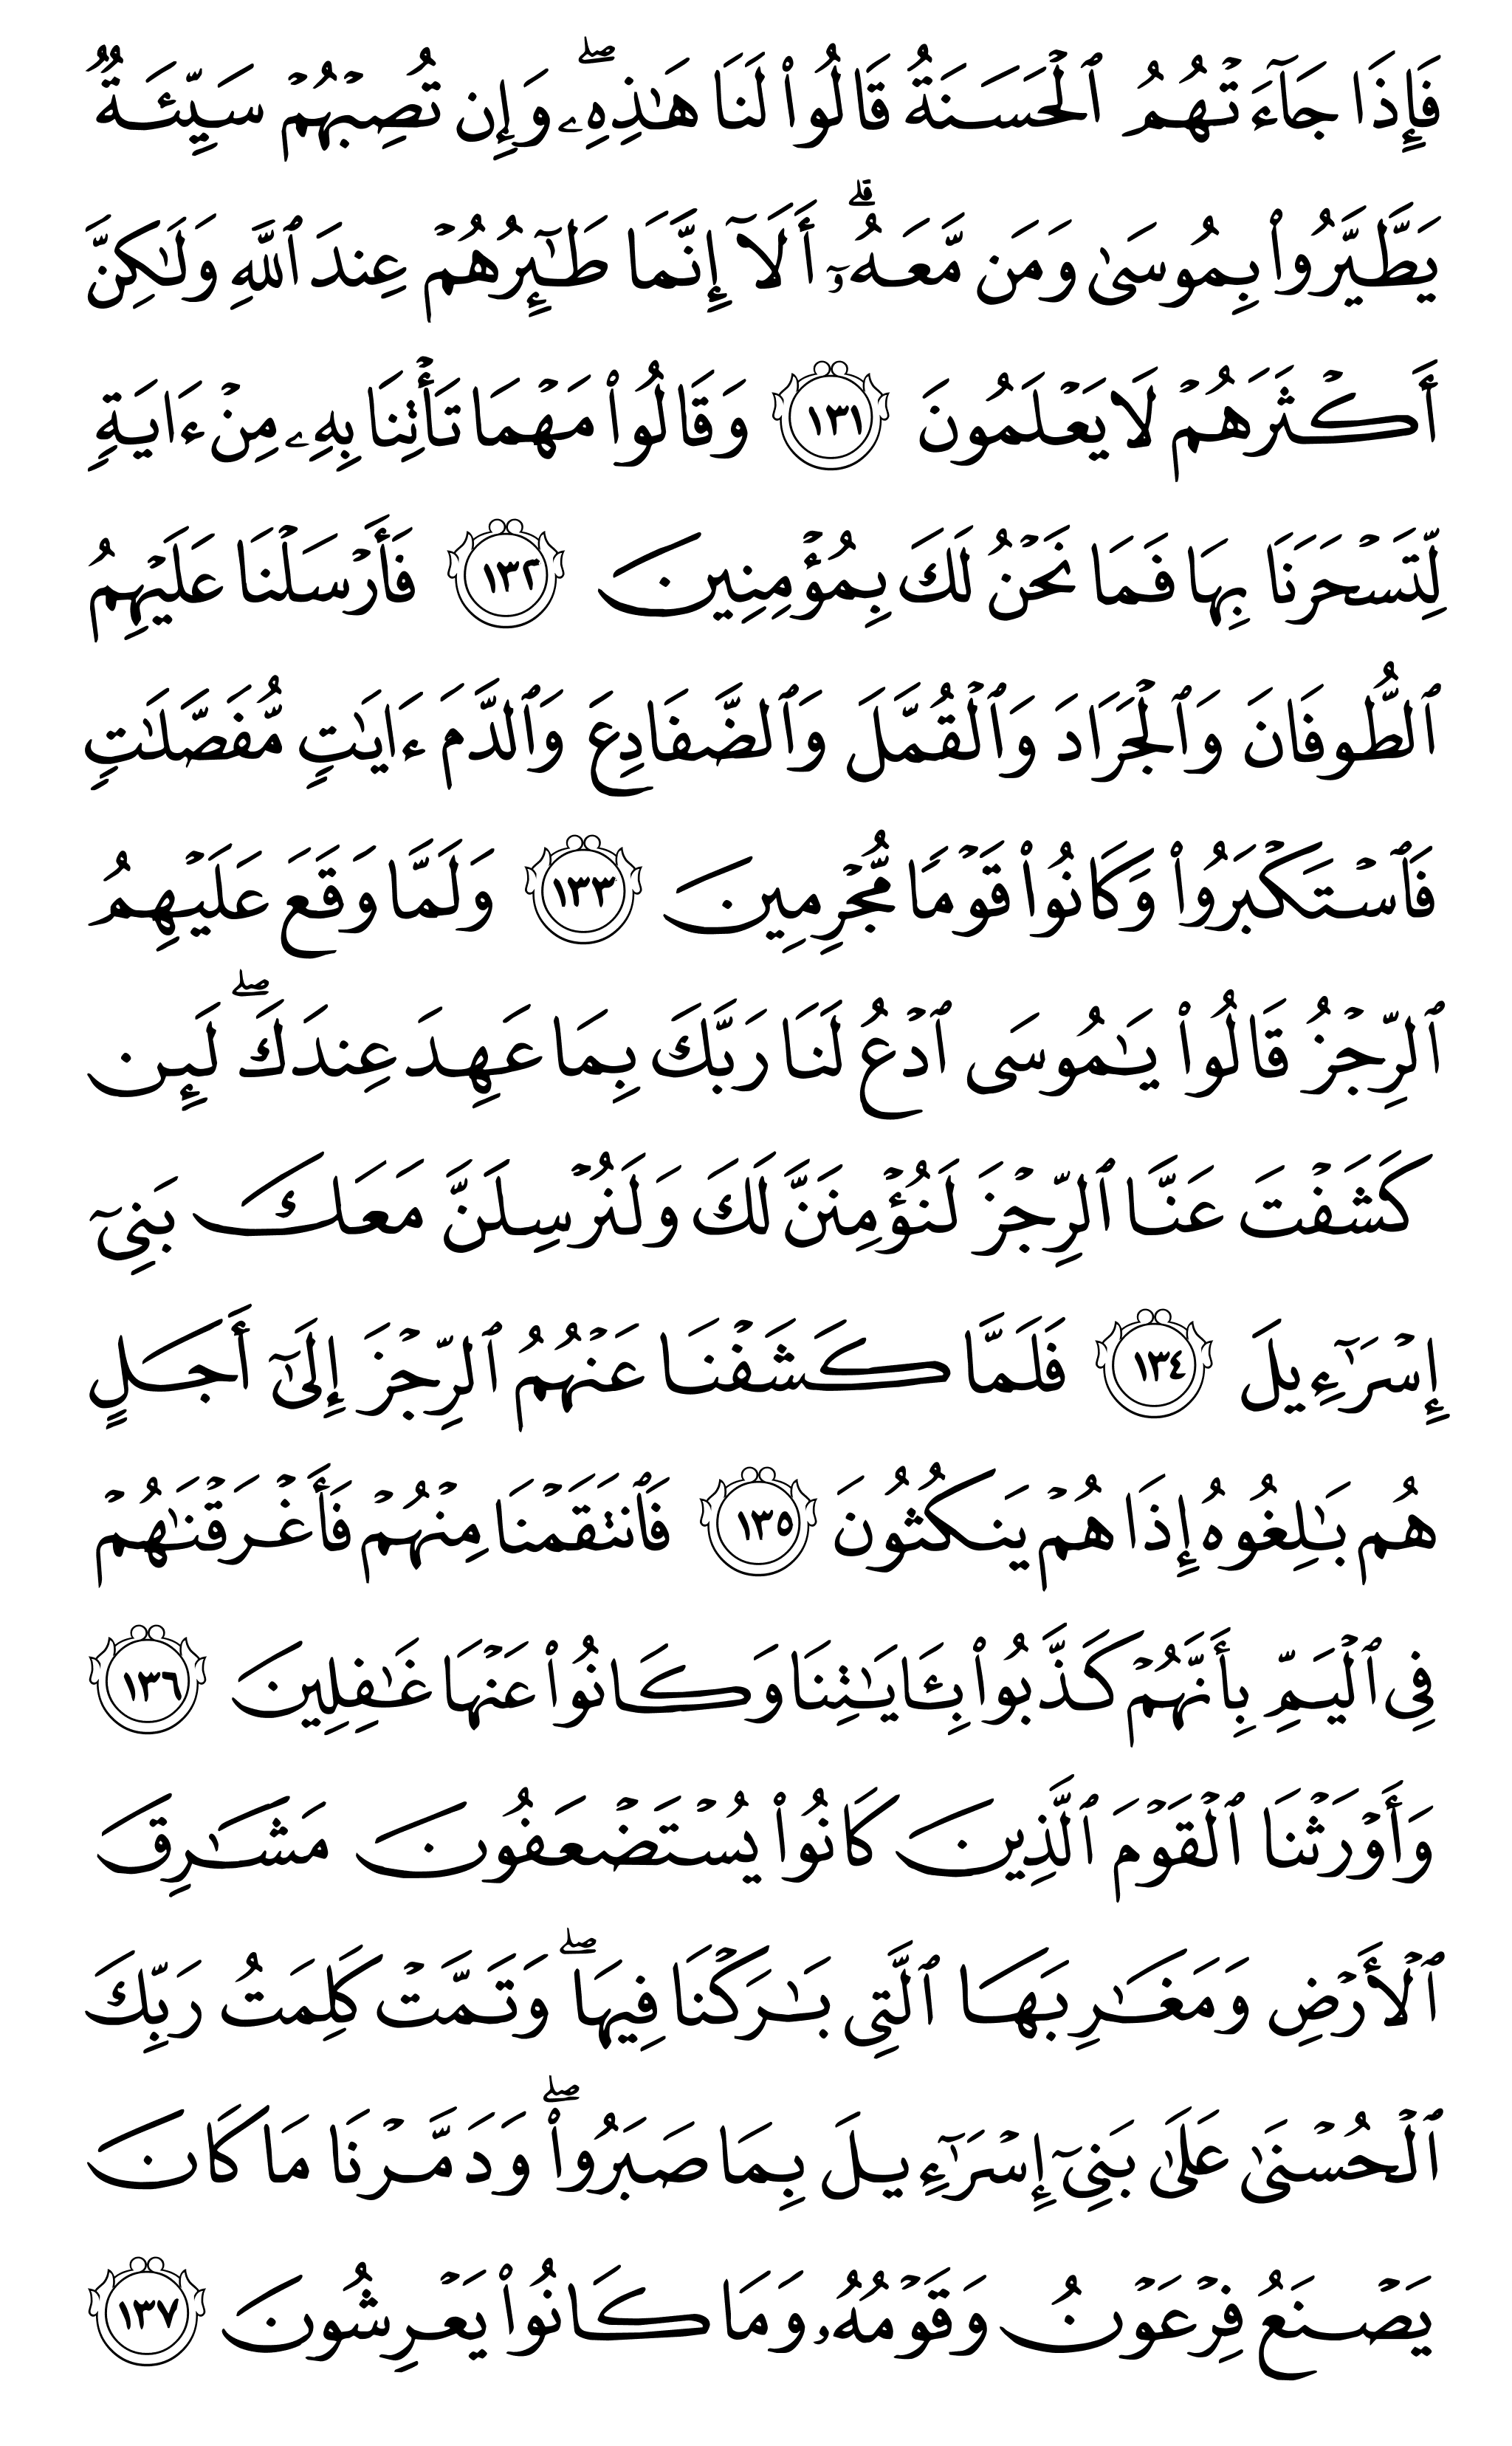 فَإِذَا جَآءَتْهُمُ ٱلْحَسَنَةُ قَالُوا۟ لَنَا هَـٰذِهِۦ ۖ وَإِن تُصِبْهُمْ سَيِّئَةٌ
يَطَّيَّرُوا۟ بِمُوسَىٰ وَمَن مَّعَهُۥٓ ۗ أَلَآ إِنَّمَا طَـٰٓئِرُهُمْ عِندَ ٱللَّهِ وَلَـٰكِنَّ
أَكْثَرَهُمْ لَا يَعْلَمُونَ ١٣١ وَقَالُوا۟ مَهْمَا تَأْتِنَا بِهِۦ مِنْ ءَايَةٍ
لِّتَسْحَرَنَا بِهَا فَمَا نَحْنُ لَكَ بِمُؤْمِنِينَ ١٣٢ فَأَرْسَلْنَا عَلَيْهِمُ
ٱلطُّوفَانَ وَٱلْجَرَادَ وَٱلْقُمَّلَ وَٱلضَّفَادِعَ وَٱلدَّمَ ءَايَـٰتٍ مُّفَصَّلَـٰتٍ
فَٱسْتَكْبَرُوا۟ وَكَانُوا۟ قَوْمًا مُّجْرِمِينَ ١٣٣ وَلَمَّا وَقَعَ عَلَيْهِمُ
ٱلرِّجْزُ قَالُوا۟ يَـٰمُوسَى ٱدْعُ لَنَا رَبَّكَ بِمَا عَهِدَ عِندَكَ ۖ لَئِن
كَشَفْتَ عَنَّا ٱلرِّجْزَ لَنُؤْمِنَنَّ لَكَ وَلَنُرْسِلَنَّ مَعَكَ بَنِىٓ
إِسْرَٰٓءِيلَ ١٣٤ فَلَمَّا كَشَفْنَا عَنْهُمُ ٱلرِّجْزَ إِلَىٰٓ أَجَلٍ
هُم بَـٰلِغُوهُ إِذَا هُمْ يَنكُثُونَ ١٣٥ فَٱنتَقَمْنَا مِنْهُمْ فَأَغْرَقْنَـٰهُمْ
فِى ٱلْيَمِّ بِأَنَّهُمْ كَذَّبُوا۟ بِـَٔايَـٰتِنَا وَكَانُوا۟ عَنْهَا غَـٰفِلِينَ ١٣٦
وَأَوْرَثْنَا ٱلْقَوْمَ ٱلَّذِينَ كَانُوا۟ يُسْتَضْعَفُونَ مَشَـٰرِقَ
ٱلْأَرْضِ وَمَغَـٰرِبَهَا ٱلَّتِى بَـٰرَكْنَا فِيهَا ۖ وَتَمَّتْ كَلِمَتُ رَبِّكَ
ٱلْحُسْنَىٰ عَلَىٰ بَنِىٓ إِسْرَٰٓءِيلَ بِمَا صَبَرُوا۟ ۖ وَدَمَّرْنَا مَا كَانَ
يَصْنَعُ فِرْعَوْنُ وَقَوْمُهُۥ وَمَا كَانُوا۟ يَعْرِشُونَ ١٣٧